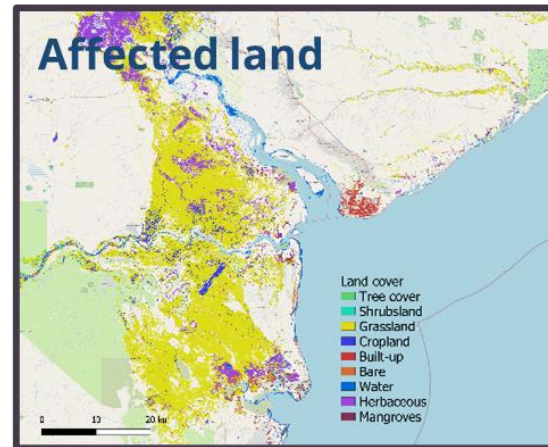 Affected land
Land cover
Tree cover
Shrubsland
Grassland
Cropland
Built-up
Bare
Water
Herbaceous
Mangroves
0 10 20 km